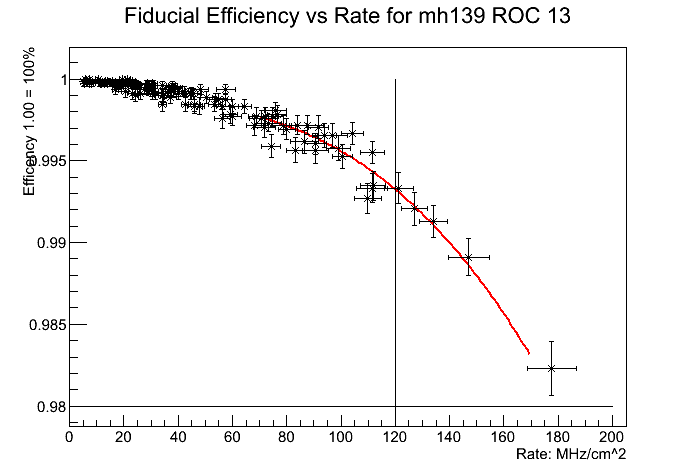 Fiducial Efficiency vs Rate for mh139 ROC 13
Efficency 1.00 = 100%
1
0.995
0.99
0.985
0.98
0 20 40 60 80 100 120 140 160 180 200
Rate: MHz/cm^2